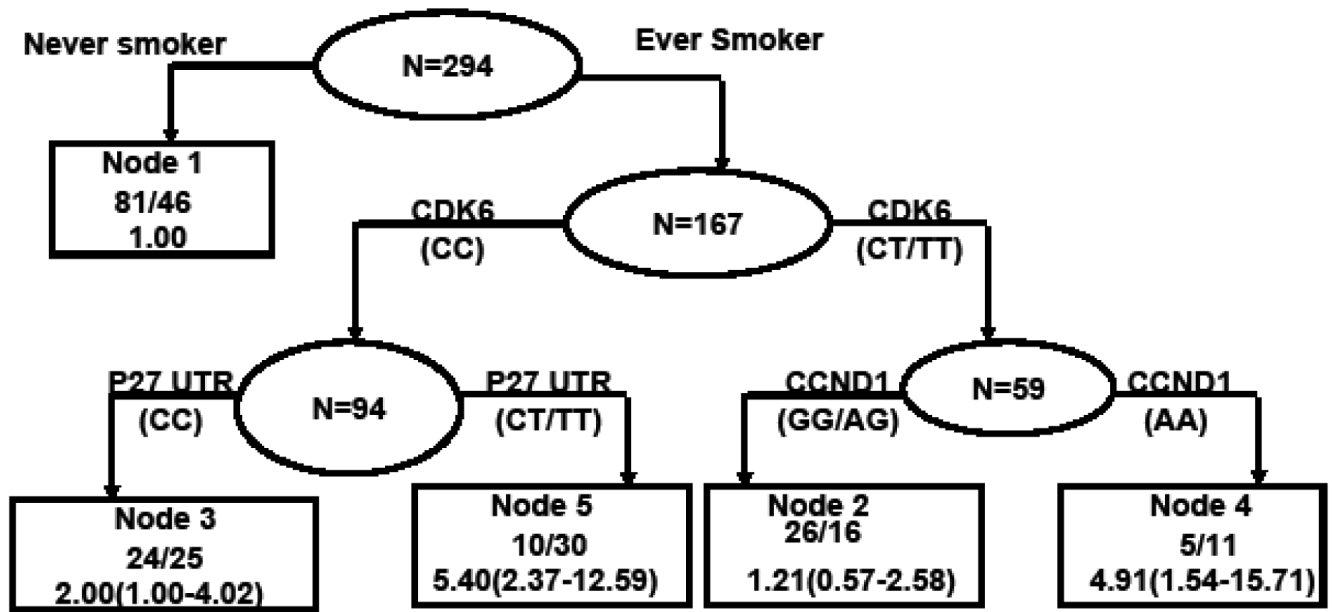 Never smoker
N=294
Ever Smoker
Node 1
81/46
1.00
CDK6
(CC)
N=167
CDK6
(CT/TT)
P27 UTR
(CC)
N=94
P27 UTR
(CT/TT)
CCND1
(GG/AG)
N=59
CCND1
(AA)
Node 3
24/25
2.00(1.00-4.02)
Node 5
10/30
5.40(2.37-12.59)
Node 2
26/16
1.21(0.57-2.58)
Node 4
5/11
4.91(1.54-15.71)